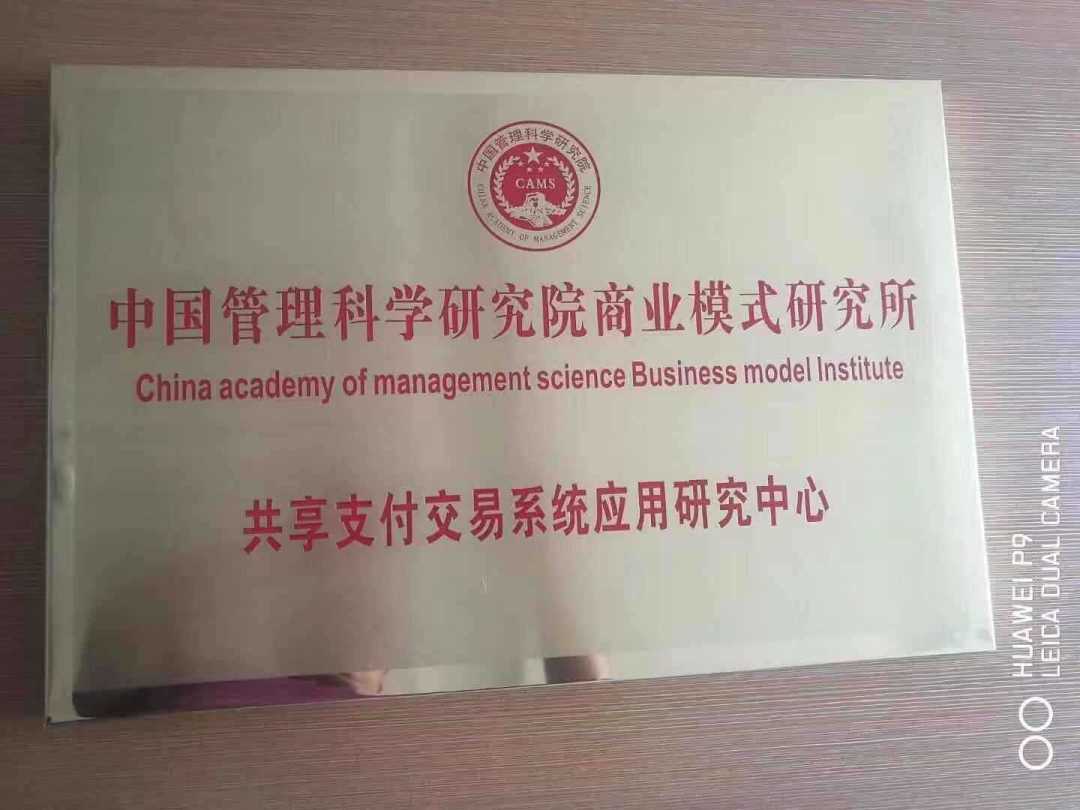 中国管理科学研究院
CAMS
CHINA ACADEMY OF MANAGEMENT SCIENCE
中国管理科学研究院商业模式研究所
China academy of management science Business model Institute
共享支付交易系统应用研究中心
HUAWEI P9
LEICA DUAL CAMERA